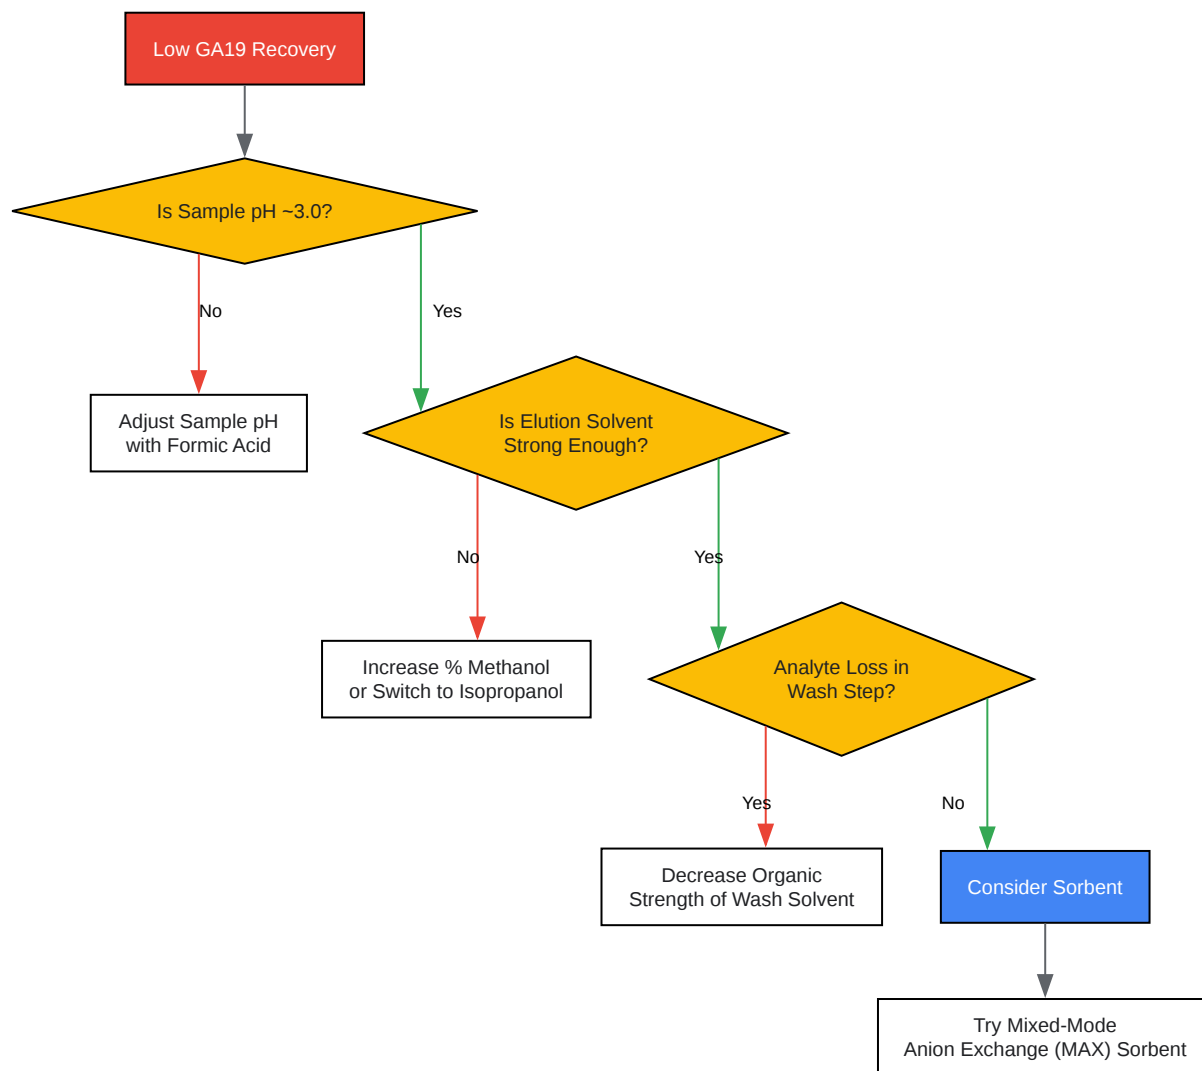 Low GA19 Recovery
Is Sample pH ~3.0?
No
Yes
Adjust Sample pH
with Formic Acid
Is Elution Solvent
Strong Enough?
No
Yes
Increase % Methanol
or Switch to Isopropanol
Analyte Loss in
Wash Step?
Yes
No
Decrease Organic
Strength of Wash Solvent
Consider Sorbent
Try Mixed-Mode
Anion Exchange (MAX) Sorbent